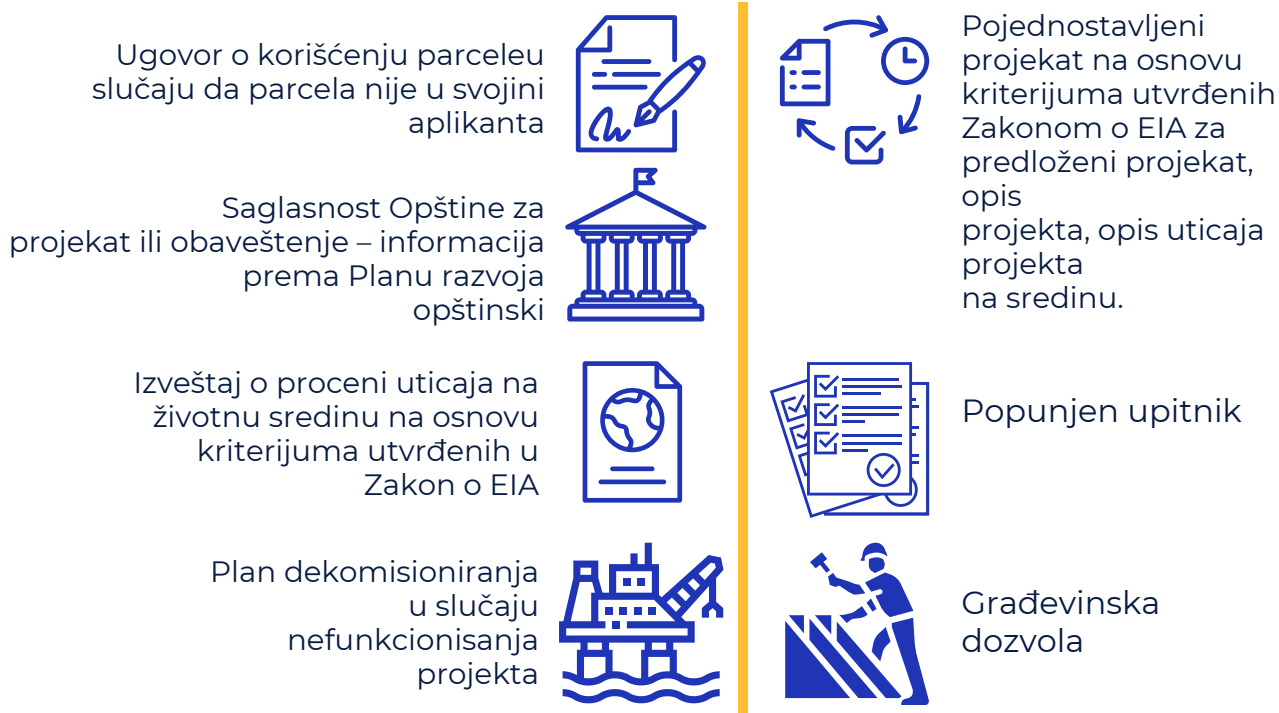 Ugovor o korišćenju parceleu
slučaju da parcela nije u svojini
aplikanta
Saglasnost Opštine za
projekat ili obaveštenje – informacija
prema Planu razvoja
opštinski
Izveštaj o proceni uticaja na
životnu sredinu na osnovu
kriterijuma utvrđenih u
Zakon o EIA
Plan dekomisioniranja
u slučaju
nefunkcionisanja
projekta
Pojednostavljeni
projekat na osnovu
kriterijuma utvrđenih
Zakonom o EIA za
predloženi projekat,
opis
projekta, opis uticaja
projekta
na sredinu.
Popunjen upitnik
Građevinska
dozvola